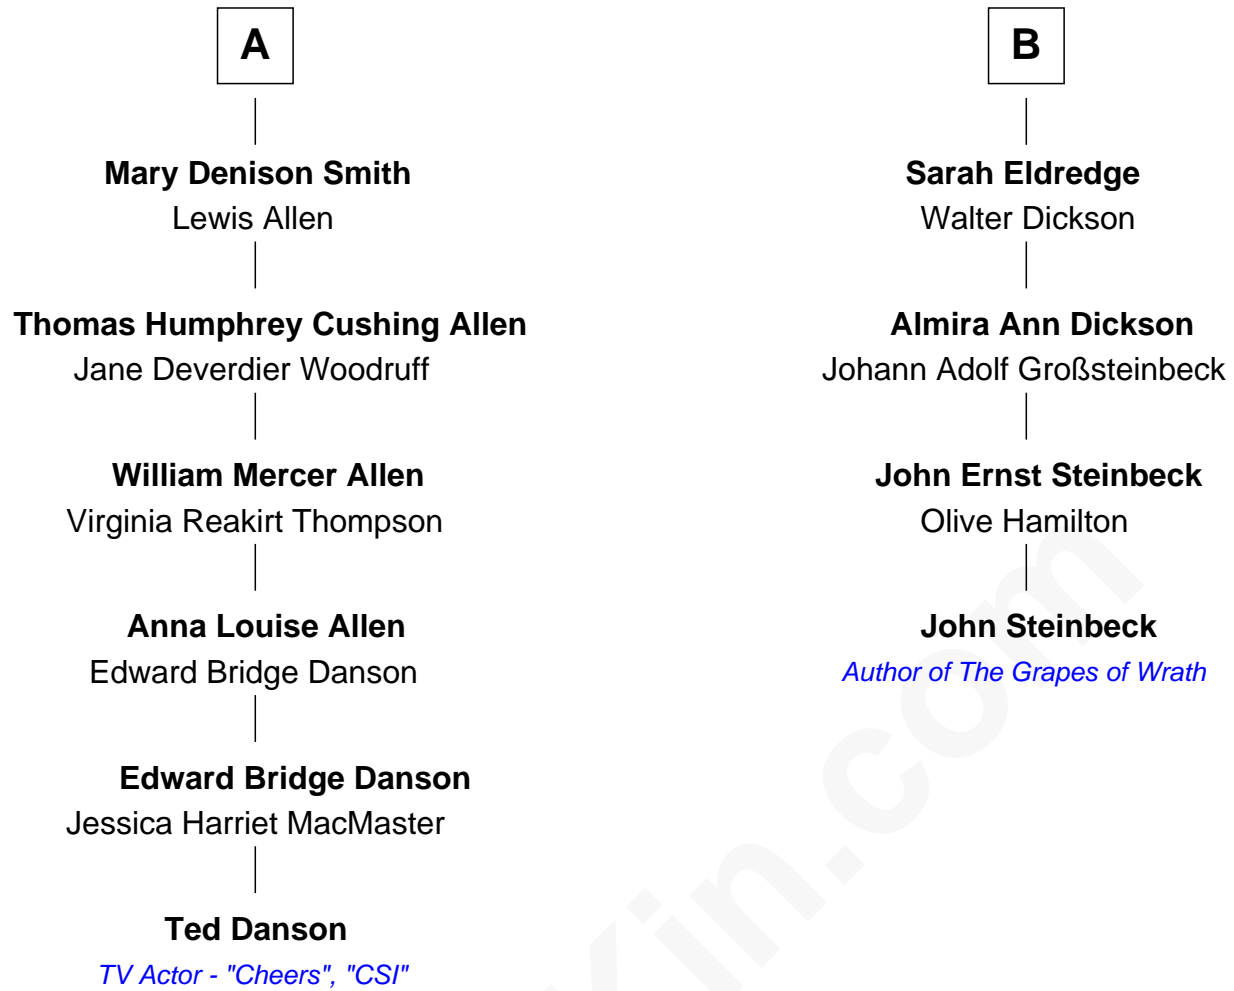 A
Mary Denison Smith
Lewis Allen
Thomas Humphrey Cushing Allen
Jane Deverdier Woodruff
William Mercer Allen
Virginia Reakirt Thompson
Anna Louise Allen
Edward Bridge Danson
Edward Bridge Danson
Jessica Harriet MacMaster
Ted Danson
TV Actor - "Cheers", "CSI"
B
Sarah Eldredge
Walter Dickson
Almira Ann Dickson
Johann Adolf Großsteinbeck
John Ernst Steinbeck
Olive Hamilton
John Steinbeck
Author of The Grapes of Wrath
Kin.com